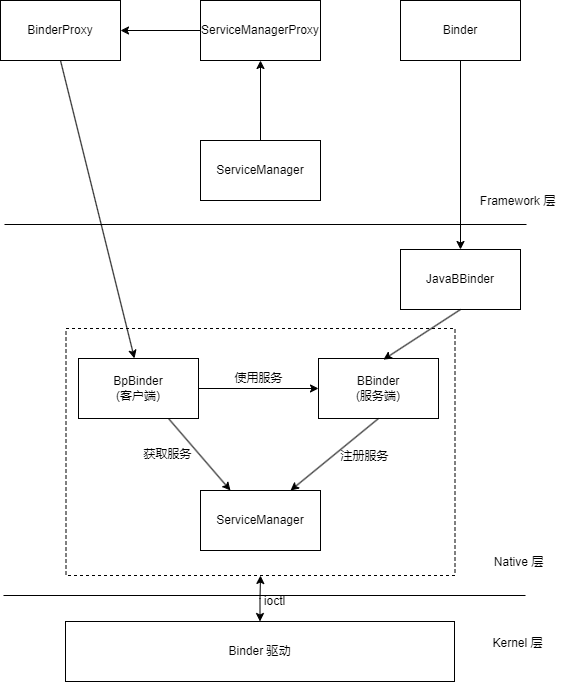 BinderProxy
ServiceManagerProxy
Binder
ServiceManager
Framework 层
JavaBBinder
BpBinder
(客户端)
使用服务
BBinder
(服务端)
获取服务
注册服务
ServiceManager
Native 层
ioctl
Binder 驱动
Kernel 层